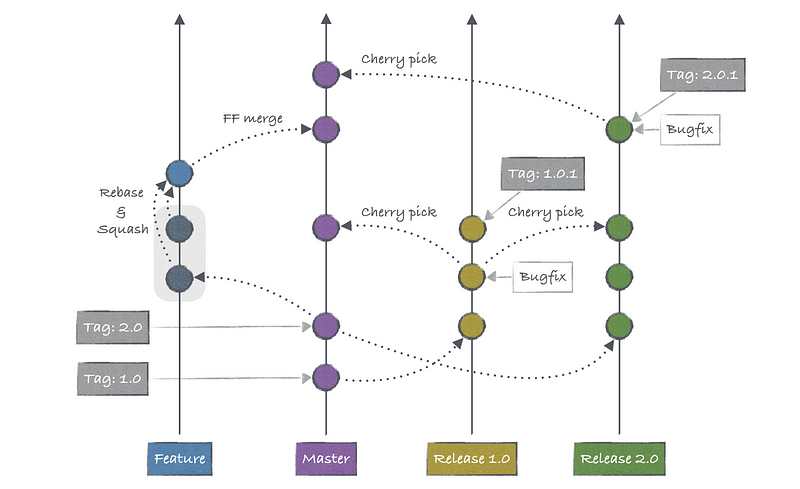 Cherry pick
Tag: 2.0.1
FF merge
Bugfix
Tag: 1.0.1
Rebase
&
Squash
Cherry pick
Cherry pick
Bugfix
Tag: 2.0
Tag: 1.0
Feature
Master
Release 1.0
Release 2.0